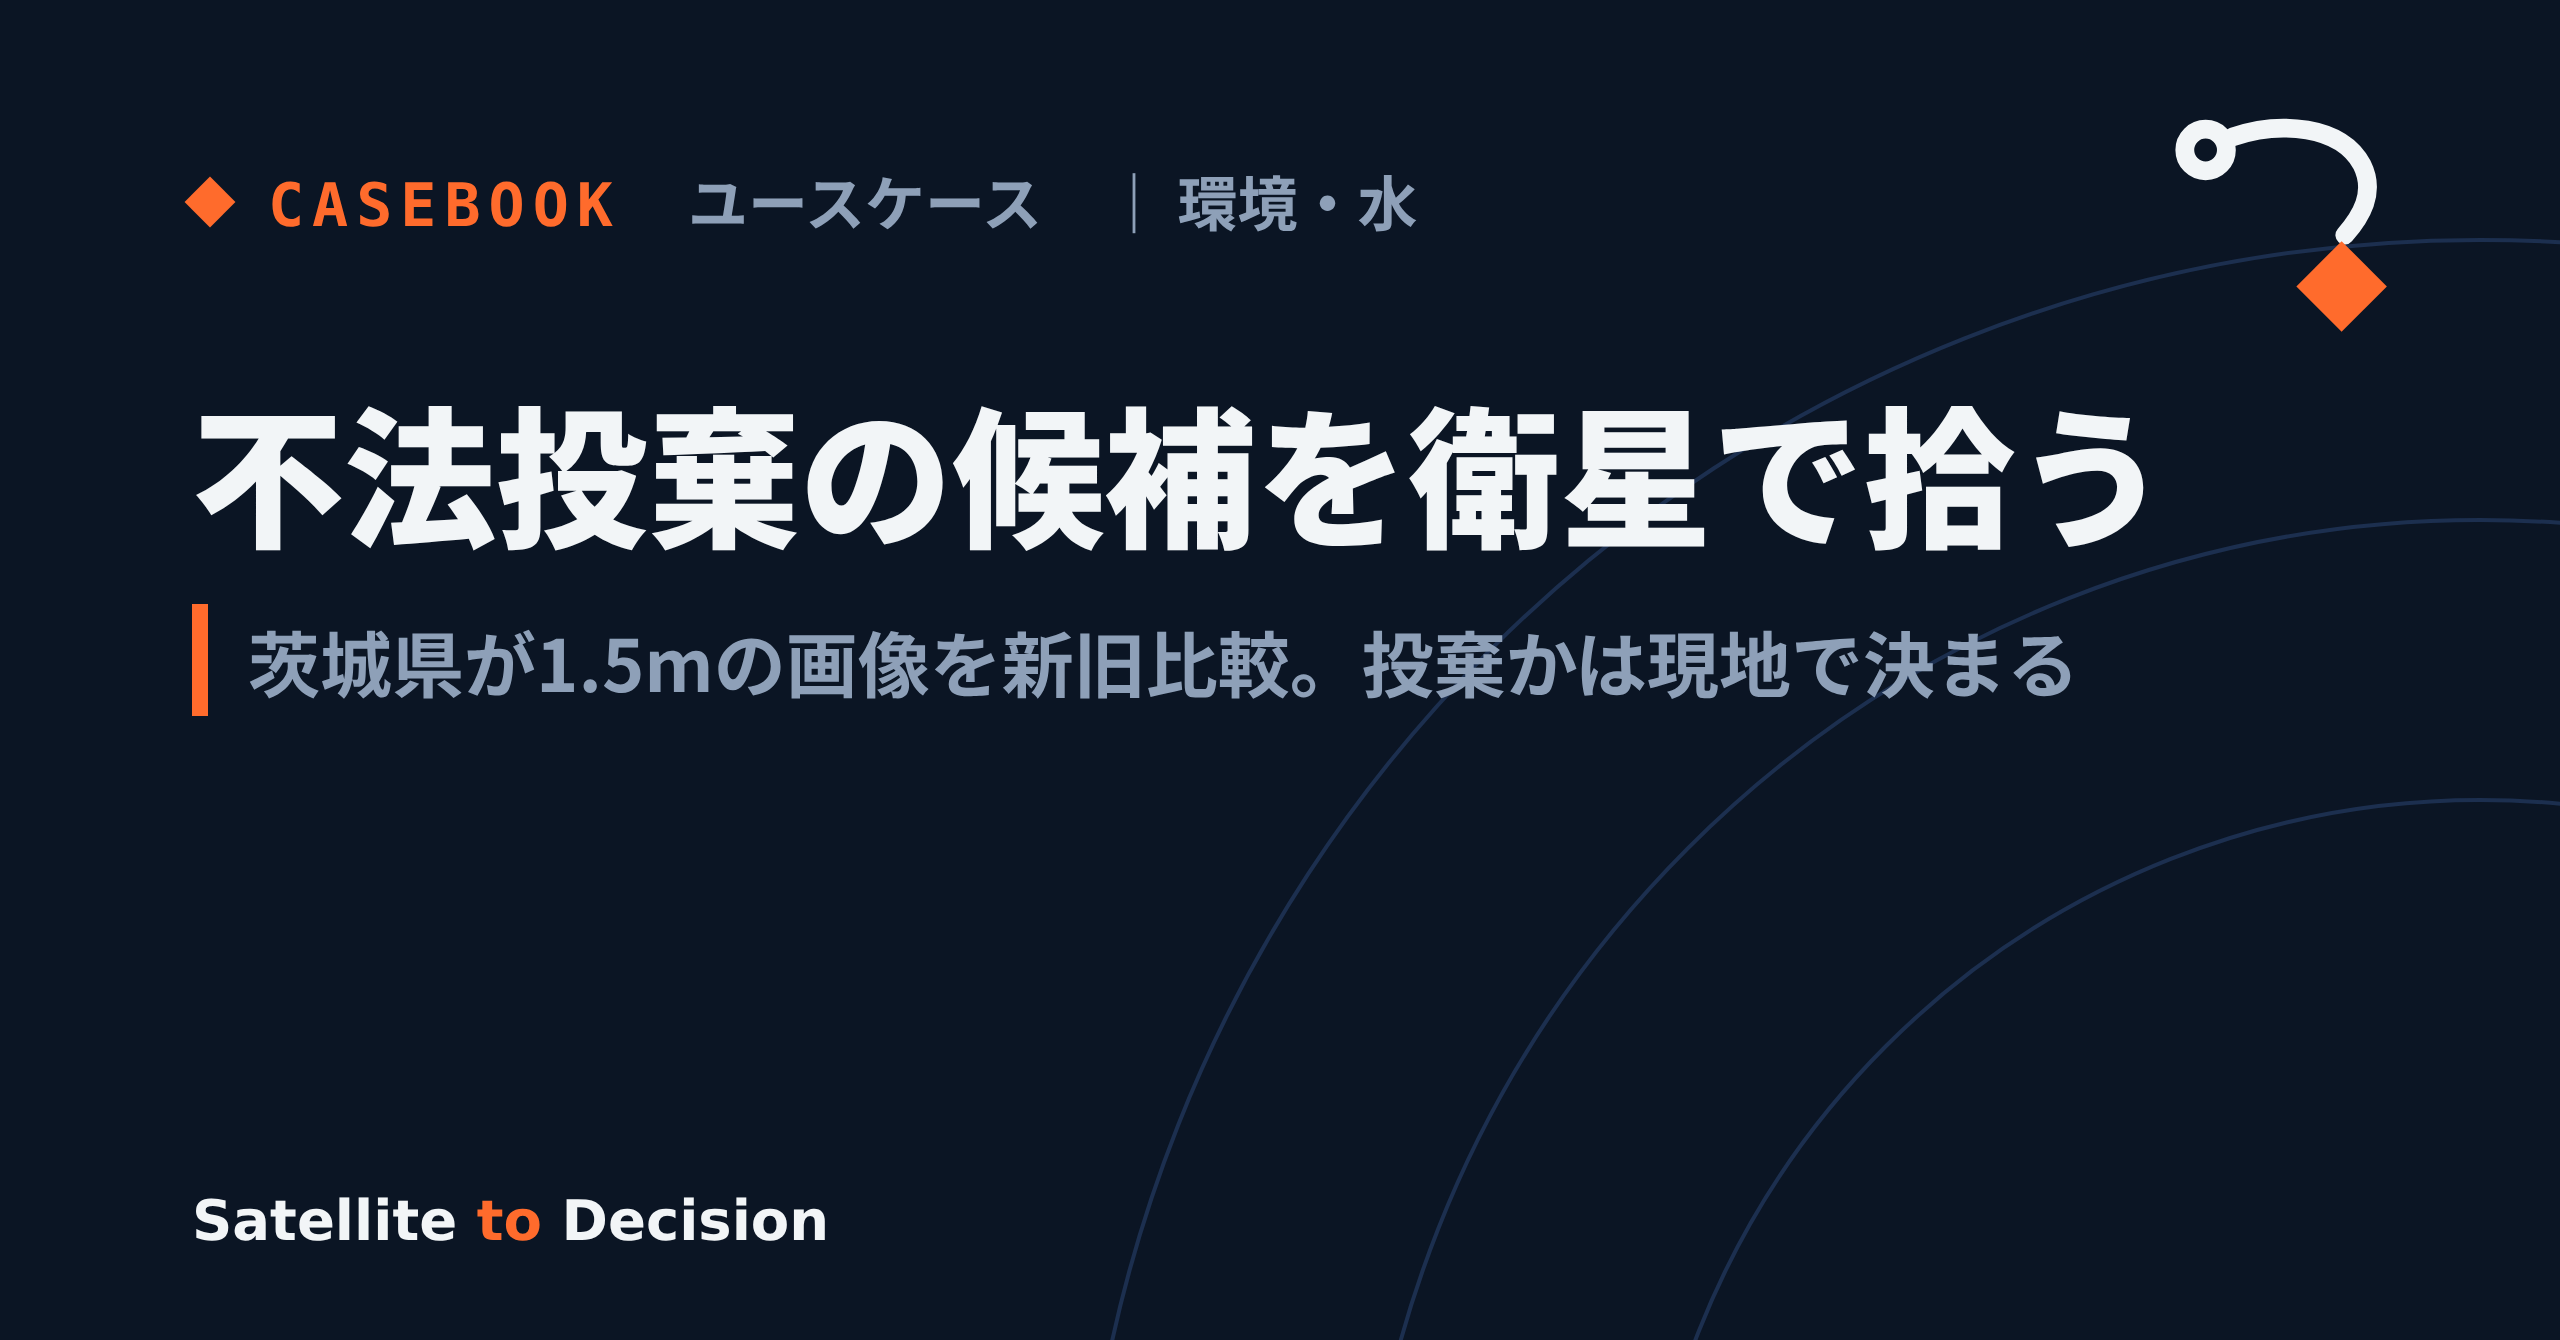 CASEBOOK ユースケース | 環境・水
不法投棄の候補を衛星で拾う
茨城県が1.5mの画像を新旧比較。投棄かは現地で決まる
Satellite to Decision